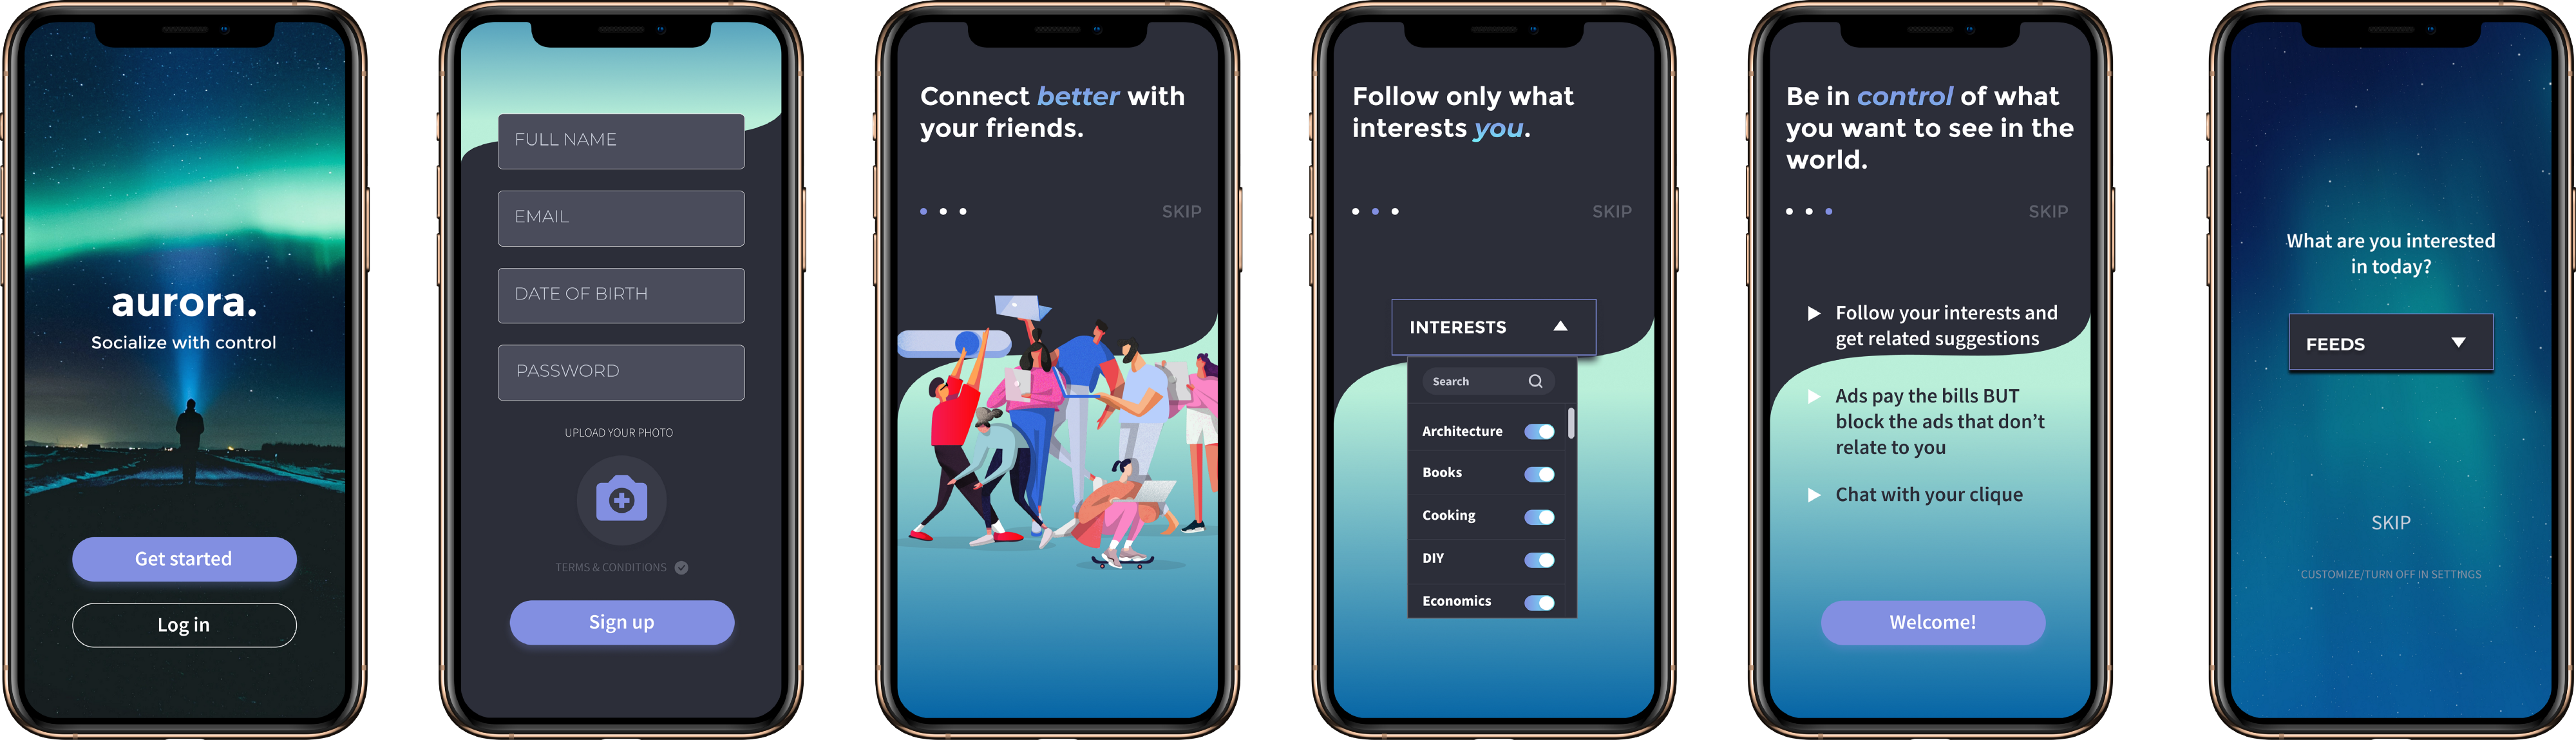 aurora.
Socialize with control
Get started
Log in
FULL NAME
EMAIL
DATE OF BIRTH
PASSWORD
UPLOAD YOUR PHOTO
TERMS & CONDITIONS
Sign up
Connect better with
your friends.
SKIP
Follow only what
interests you.
SKIP
INTERESTS
Search
Architecture
Books
Cooking
DIY
Economics
Be in control of what
you want to see in the
world.
SKIP
Follow your interests and
get related suggestions
Ads pay the bills BUT
block the ads that don’t
relate to you
Chat with your clique
Welcome!
What are you interested
in today?
FEEDS
SKIP
CUSTOMIZE/TURN OFF IN SETTINGS